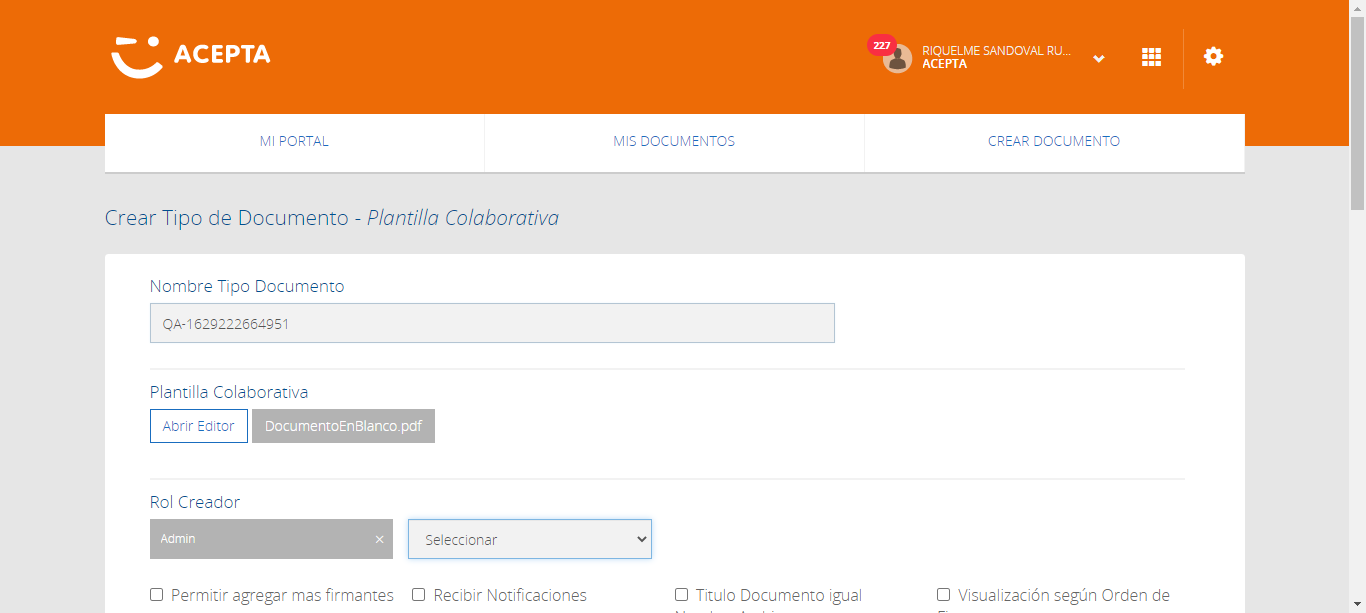 ACEPTA
227
RIQUELME SANDOVAL RU...
ACEPTA
MI PORTAL
MIS DOCUMENTOS
CREAR DOCUMENTO
Crear Tipo de Documento - Plantilla Colaborativa
Nombre Tipo Documento
QA-1629222664951
Plantilla Colaborativa
Abrir Editor
DocumentoEnBlanco.pdf
Rol Creador
Admin ×
Seleccionar
Permitir agregar mas firmantes
Recibir Notificaciones
Titulo Documento igual
Visualización según Orden de